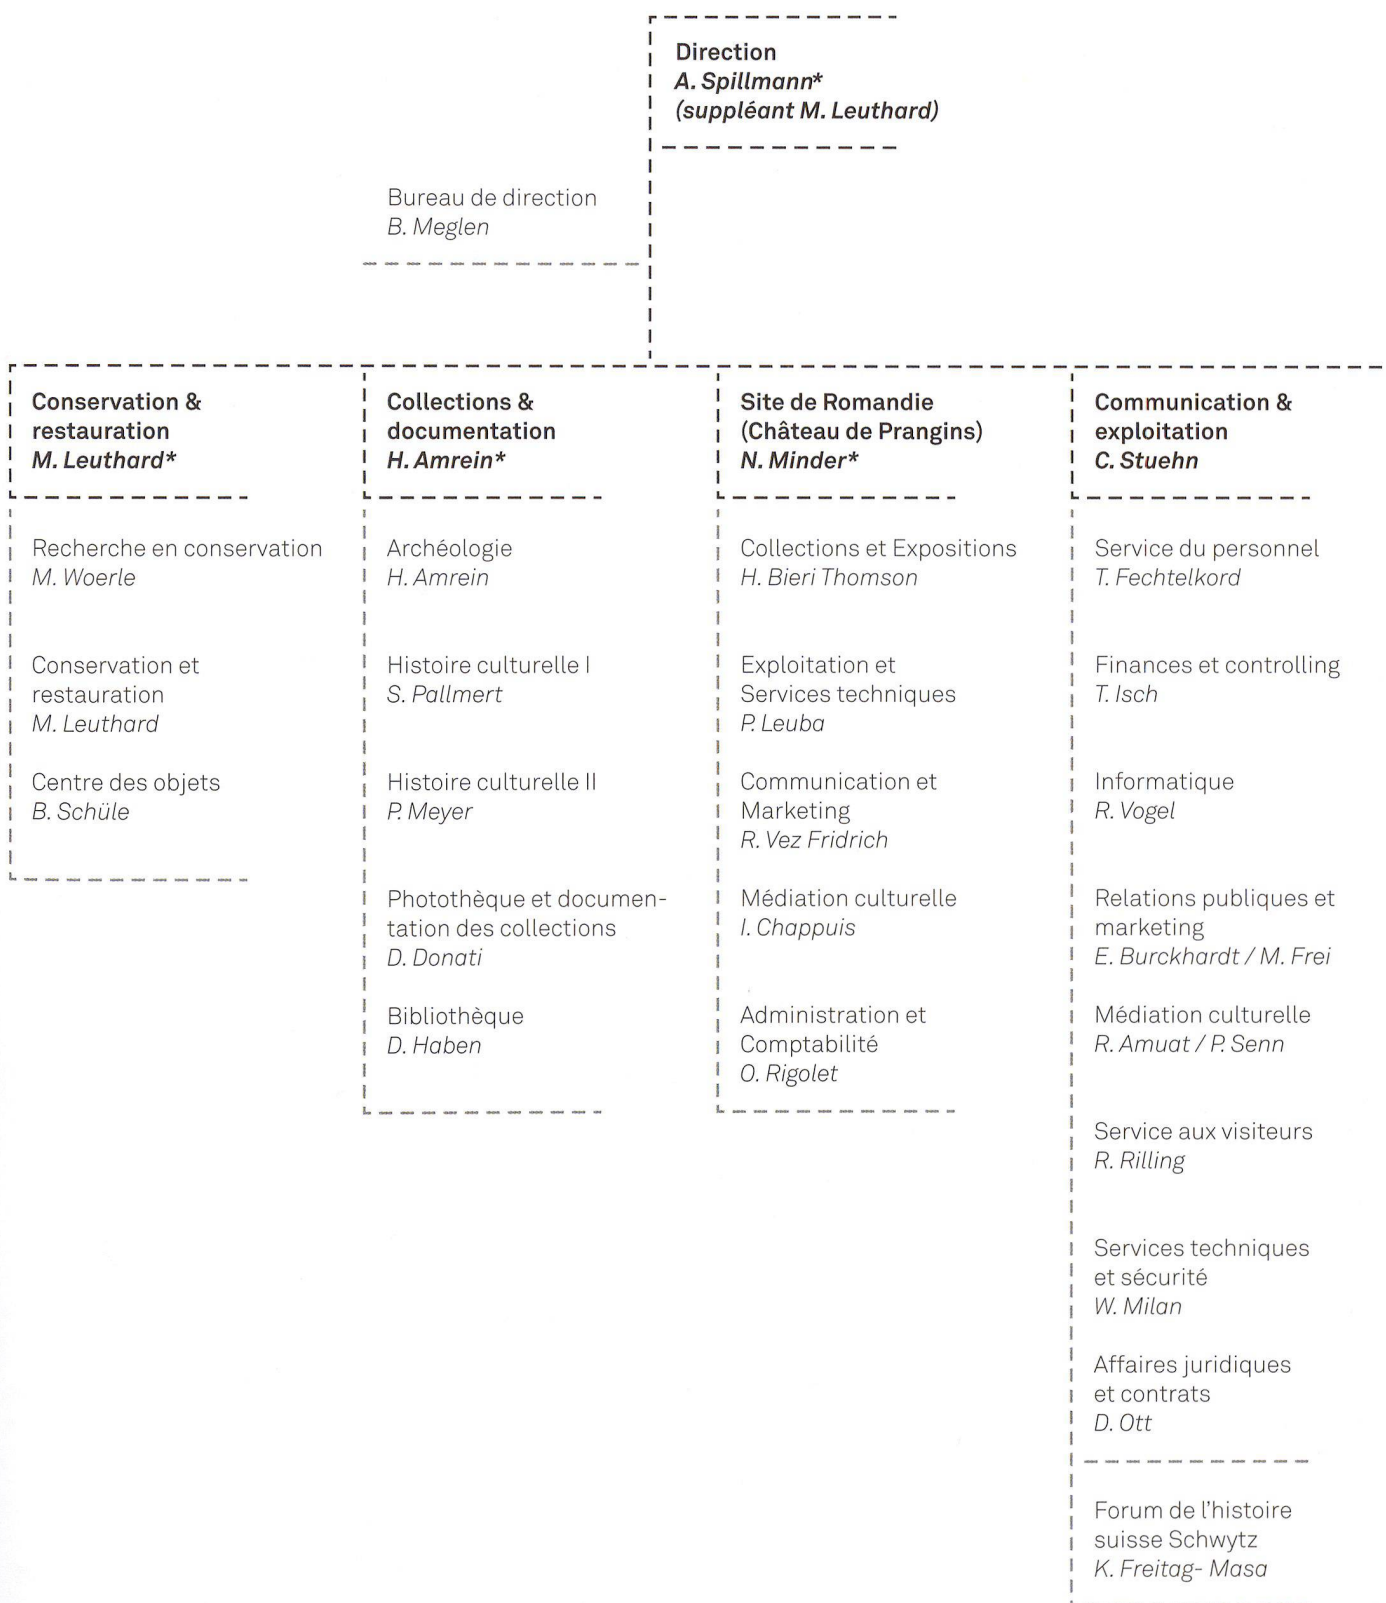 Direction
A. Spillmann*
(suppléant M. Leuthard)
Bureau de direction
B. Meglen
Conservation &
restauration
M. Leuthard*
Recherche en conservation
M. Woerle
Conservation et
restauration
M. Leuthard
Centre des objets
B. Schüle
Collections &
documentation
H. Amrein*
Archéologie
H. Amrein
Histoire culturelle I
S. Pallmert
Histoire culturelle II
P. Meyer
Photothèque et documen-
tation des collections
D. Donati
Bibliothèque
D. Haben
Site de Romandie
(Château de Prangins)
N. Minder*
Collections et Expositions
H. Bieri Thomson
Exploitation et
Services techniques
P. Leuba
Communication et
Marketing
R. Vez Fridrich
Médiation culturelle
I. Chappuis
Administration et
Comptabilité
O. Rigolet
Communication &
exploitation
C. Stuehn
Service du personnel
T. Fechtelkord
Finances et controlling
T. Isch
Informatique
R. Vogel
Relations publiques et
marketing
E. Burckhardt / M. Frei
Médiation culturelle
R. Amuat / P. Senn
Service aux visiteurs
R. Rilling
Services techniques
et sécurité
W. Milan
Affaires juridiques
et contrats
D. Ott
Forum de l'histoire
suisse Schwytz
K. Freitag- Masa